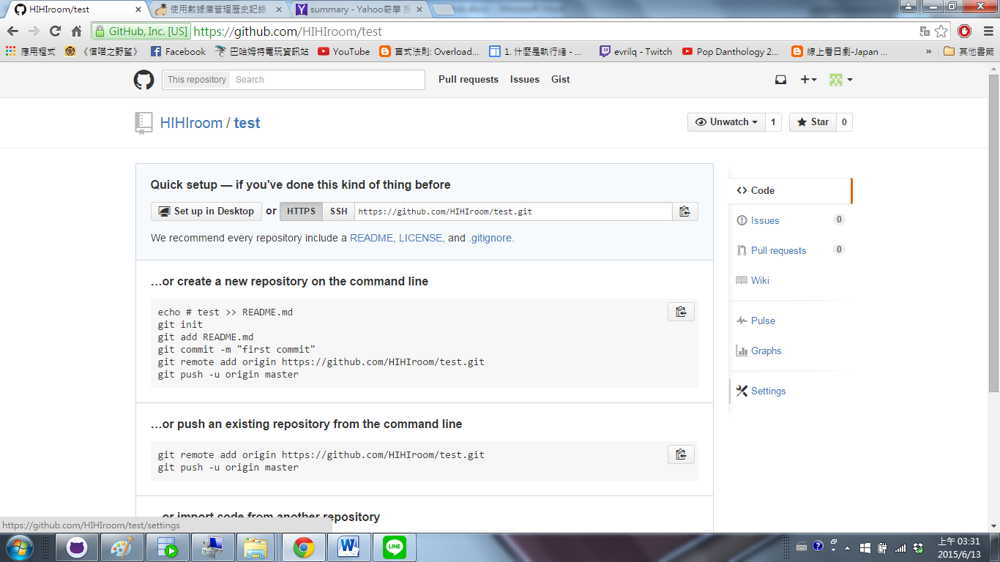 HIHIroom/test
使用數據庫管理歷史記錄
summary - Yahoo奇摩 搜
GitHub, Inc. [US] https://github.com/HIHIroom/test
應用程式
《信喵之野望》
Facebook
巴哈姆特電玩資訊站
YouTube
言式法則: Overload...
1. 什麼是執行緒 - ...
evrilq - Twitch
Pop Danthology 2...
線上看日劇-Japan ...
»
其他書籤
This repository Search
Pull requests
Issues
Gist
HIHIroom / test
Unwatch 1
Star 0
Quick setup — if you've done this kind of thing before
Set up in Desktop or HTTPS SSH https://github.com/HIHIroom/test.git
We recommend every repository include a README, LICENSE, and .gitignore.
…or create a new repository on the command line
echo # test >> README.md
git init
git add README.md
git commit -m "first commit"
git remote add origin https://github.com/HIHIroom/test.git
git push -u origin master
…or push an existing repository from the command line
git remote add origin https://github.com/HIHIroom/test.git
git push -u origin master
…or import code from another repository
Code
Issues 0
Pull requests 0
Wiki
Pulse
Graphs
Settings
https://github.com/HIHIroom/test/settings
LINE
上午 03:31
2015/6/13